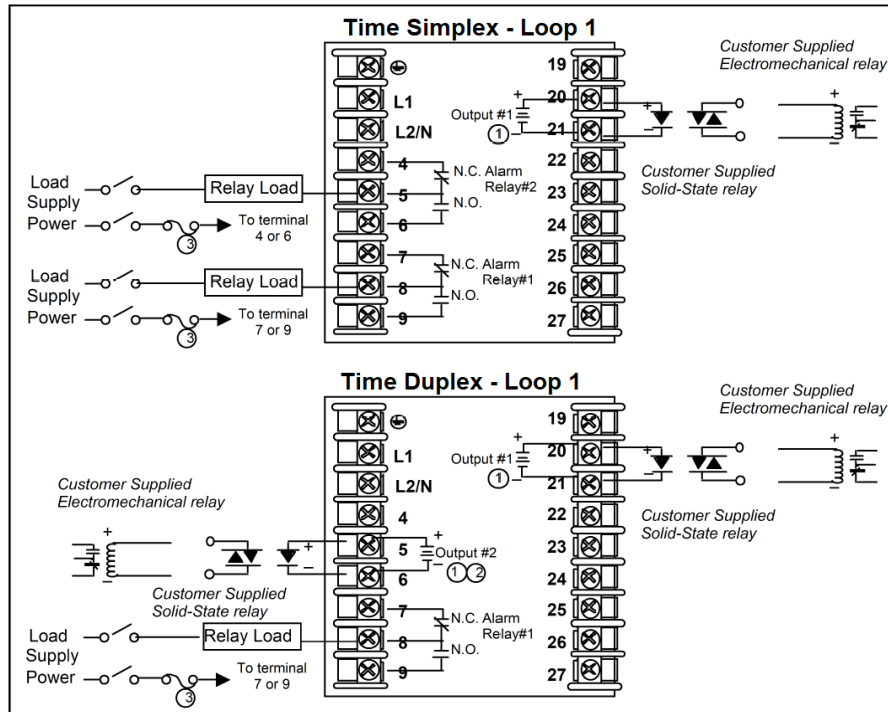 Time Simplex - Loop 1
Customer Supplied
Electromechanical relay
L1
L2/N
4
5
6
7
8
9
19
20
21
22
23
24
25
26
27
+
Output #1
1
–
+
–
+
–
Customer Supplied
Solid-State relay
N.C. Alarm
Relay#2
N.O.
N.C. Alarm
Relay#1
N.O.
Load
Supply
Power
Relay Load
3
To terminal
4 or 6
Load
Supply
Power
Relay Load
3
To terminal
7 or 9
Time Duplex - Loop 1
Customer Supplied
Electromechanical relay
L1
L2/N
4
5
6
7
8
9
19
20
21
22
23
24
25
26
27
+
Output #1
1
–
+
–
+
–
Customer Supplied
Solid-State relay
Customer Supplied
Electromechanical relay
+
–
+
–
+
Output #2
–
1 2
Customer Supplied
Solid-State relay
N.C. Alarm
Relay#1
N.O.
Load
Supply
Power
Relay Load
3
To terminal
7 or 9